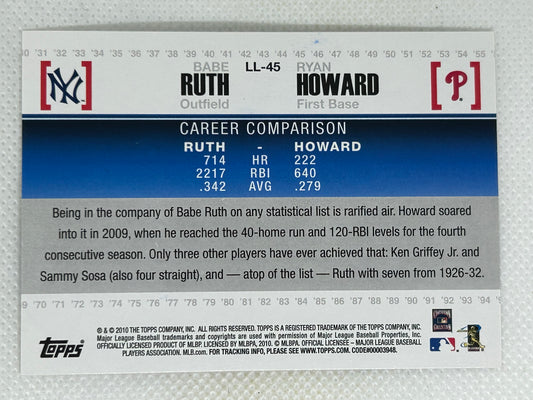 30 '31 '32 '33 '34 '35 '36 '37 '38 '39 '40 '41 '42 '43 '44 '45 '46 '47 '48 '49 '50 '51 '52 '53 '54 '55
BABE LL-45 RYAN
RUTH HOWARD
Outfield First Base
NY P
CAREER COMPARISON
RUTH - HOWARD
714 HR 222
2217 RBI 640
.342 AVG .279
Being in the company of Babe Ruth on any statistical list is rarified air. Howard soared
into it in 2009, when he reached the 40-home run and 120-RBI levels for the fourth
consecutive season. Only three other players have ever achieved that: Ken Griffey Jr. and
Sammy Sosa (also four straight), and — atop of the list — Ruth with seven from 1926-32.
'70 '71 '72 '73 '74 '75 '76 '77 '78 '79 '80 '81 '82 '83 '84 '85 '86 '87 '88 '89 '90 '91 '92 '93 '94
® & © 2010 THE TOPPS COMPANY, INC. ALL RIGHTS RESERVED. TOPPS IS A REGISTERED TRADEMARK OF THE TOPPS COMPANY, INC.
Major League Baseball trademarks and copyrights are used with permission of Major League Baseball Properties, Inc.
OFFICIALLY LICENSED PRODUCT OF MLBP. LICENSED BY MLBPA, 2010. © MLBPA. OFFICIAL LICENSEE – MAJOR LEAGUE BASEBALL
PLAYERS ASSOCIATION. MLB.com. FOR TRACKING INFO, PLEASE SEE WWW.TOPPS.COM. CODE#00003948.
TOPPS